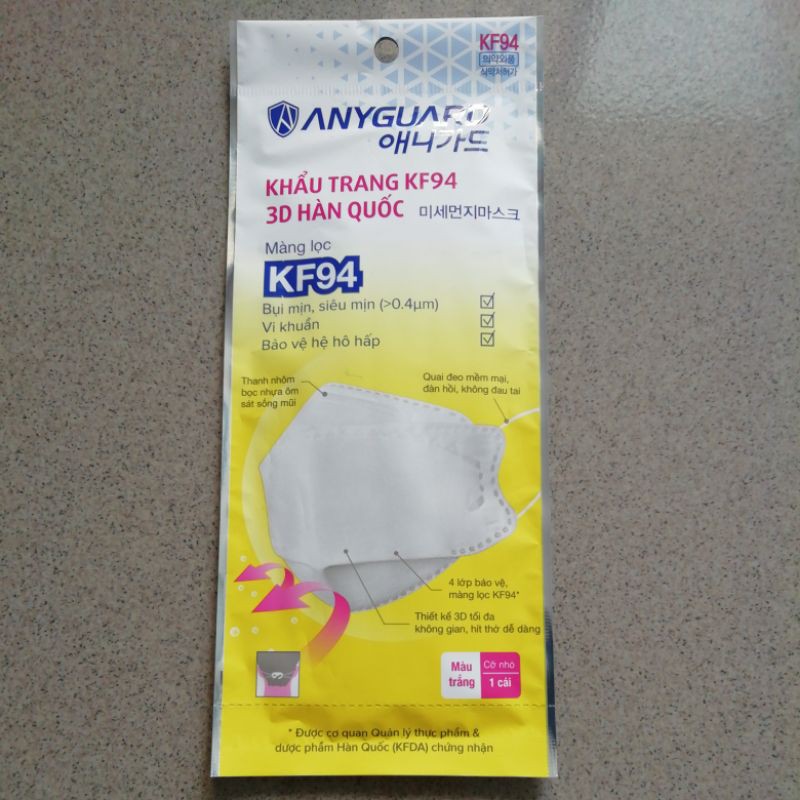 KF94
의약외품
식약처허가
ANYGUARD
애니가드
KHẨU TRANG KF94
3D HÀN QUỐC 미세먼지마스크
Màng lọc
KF94
Bụi mịn, siêu mịn (>0.4μm)
Vi khuẩn
Bảo vệ hệ hô hấp
Thanh nhôm
bọc nhựa ôm
sát sống mũi
Quai đeo mềm mại,
đàn hồi, không đau tai
4 lớp bảo vệ,
màng lọc KF94*
Thiết kế 3D tối đa
không gian, hít thở dễ dàng
Màu
trắng
Cỡ nhỏ
1 cái
* Được cơ quan Quản lý thực phẩm &
dược phẩm Hàn Quốc (KFDA) chứng nhận